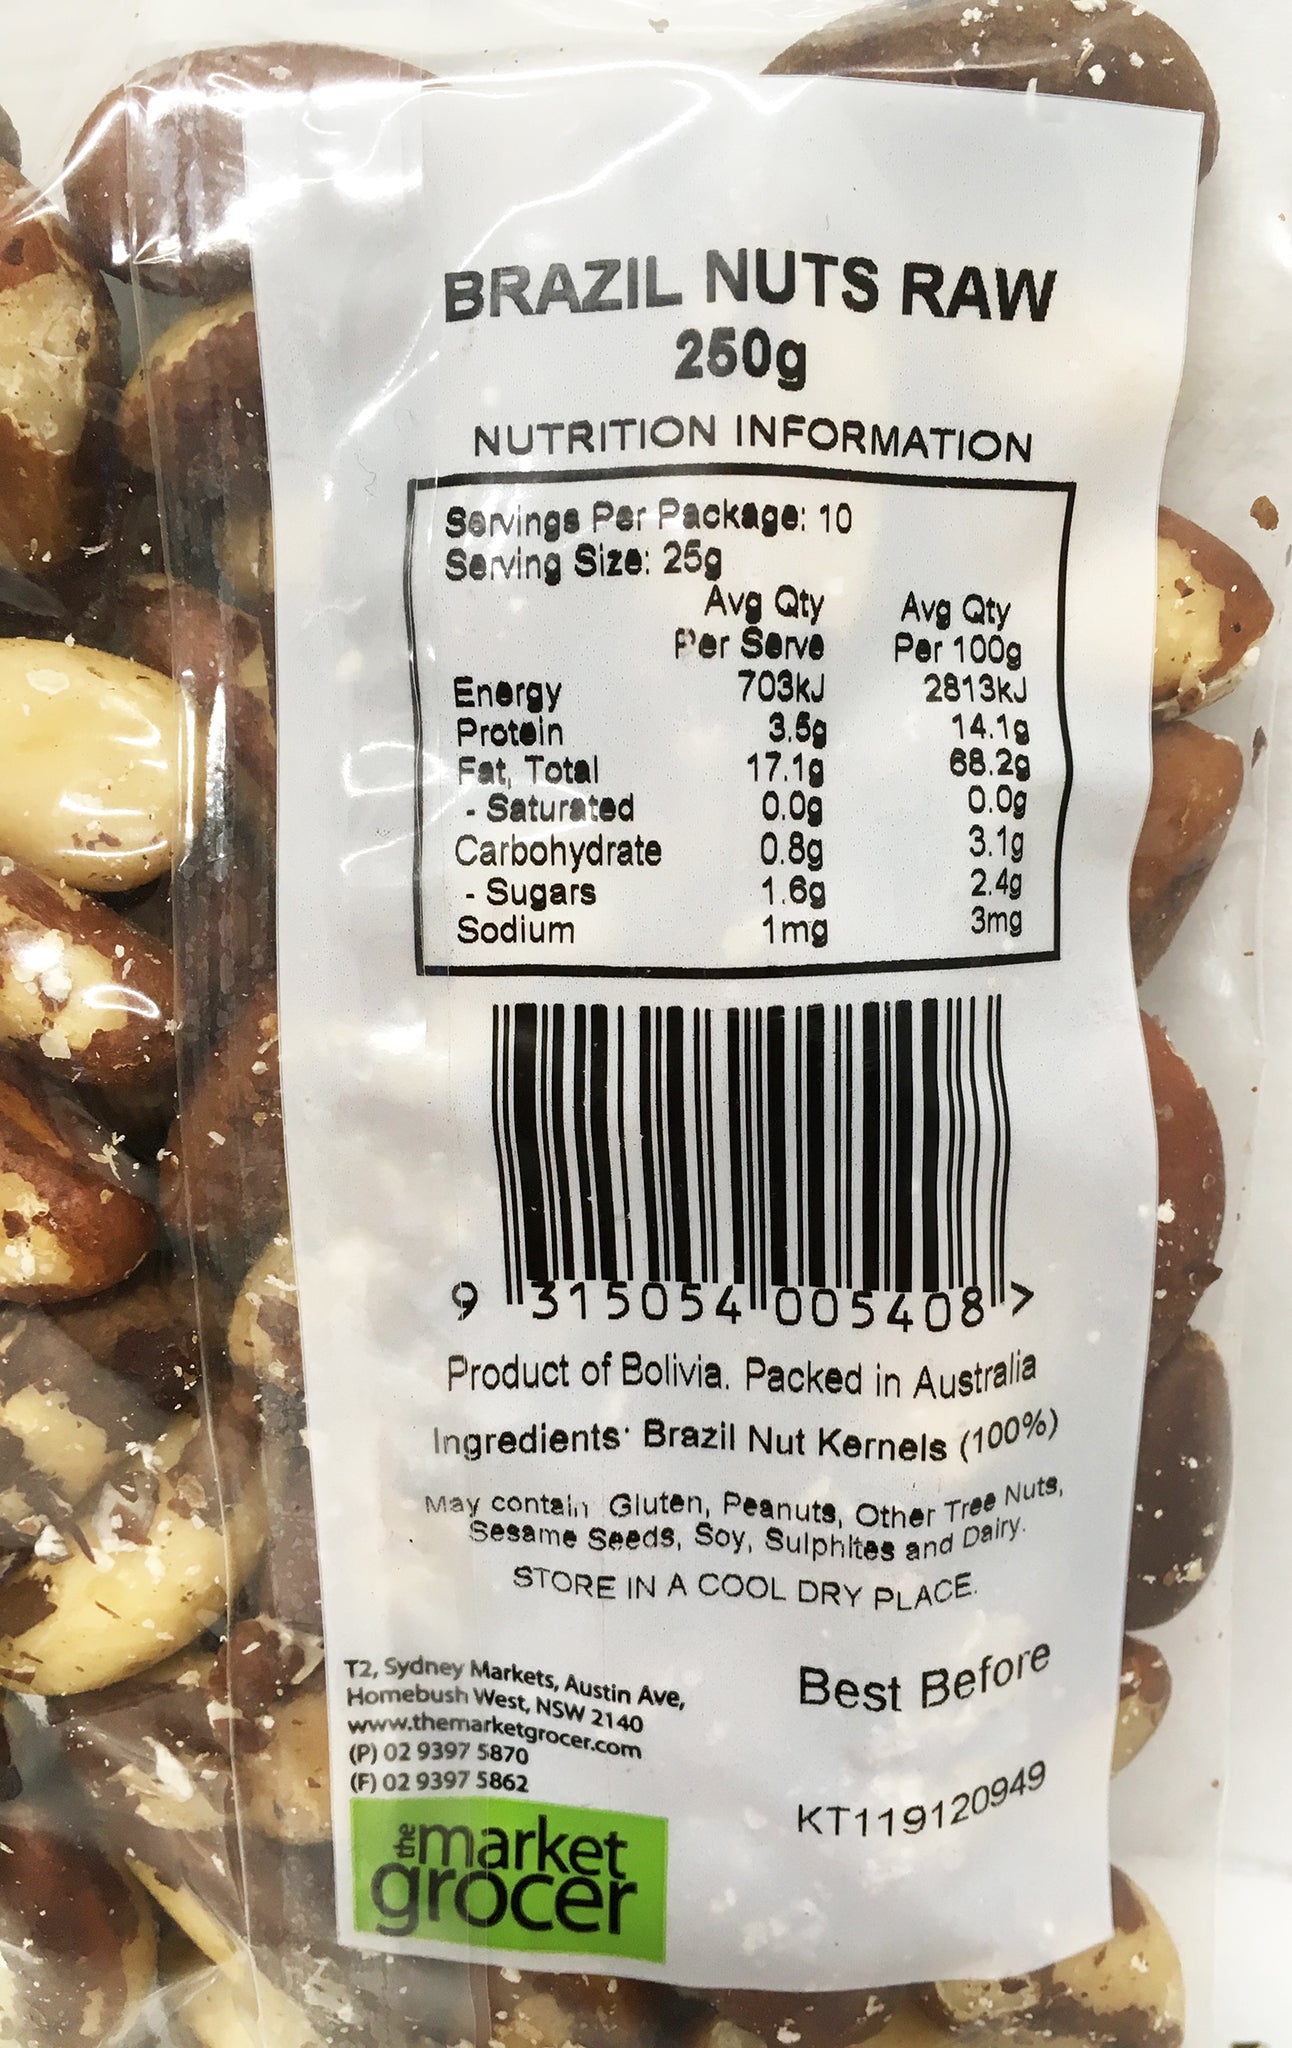 BRAZIL NUTS RAW
250g
NUTRITION INFORMATION
Servings Per Package: 10
Serving Size: 25g
Avg Qty Avg Qty
Per Serve Per 100g
Energy 703kJ 2813kJ
Protein 3.5g 14.1g
Fat, Total 17.1g 68.2g
- Saturated 0.0g 0.0g
Carbohydrate 0.8g 3.1g
- Sugars 1.6g 2.4g
Sodium 1mg 3mg
9 315054 005408 >
Product of Bolivia. Packed in Australia
Ingredients: Brazil Nut Kernels (100%)
May contain Gluten, Peanuts, Other Tree Nuts,
Sesame Seeds, Soy, Sulphites and Dairy.
STORE IN A COOL DRY PLACE.
T2, Sydney Markets, Austin Ave,
Homebush West, NSW 2140
www.themarketgrocer.com
(P) 02 9397 5870
(F) 02 9397 5862
Best Before
KT119120949
the market
grocer